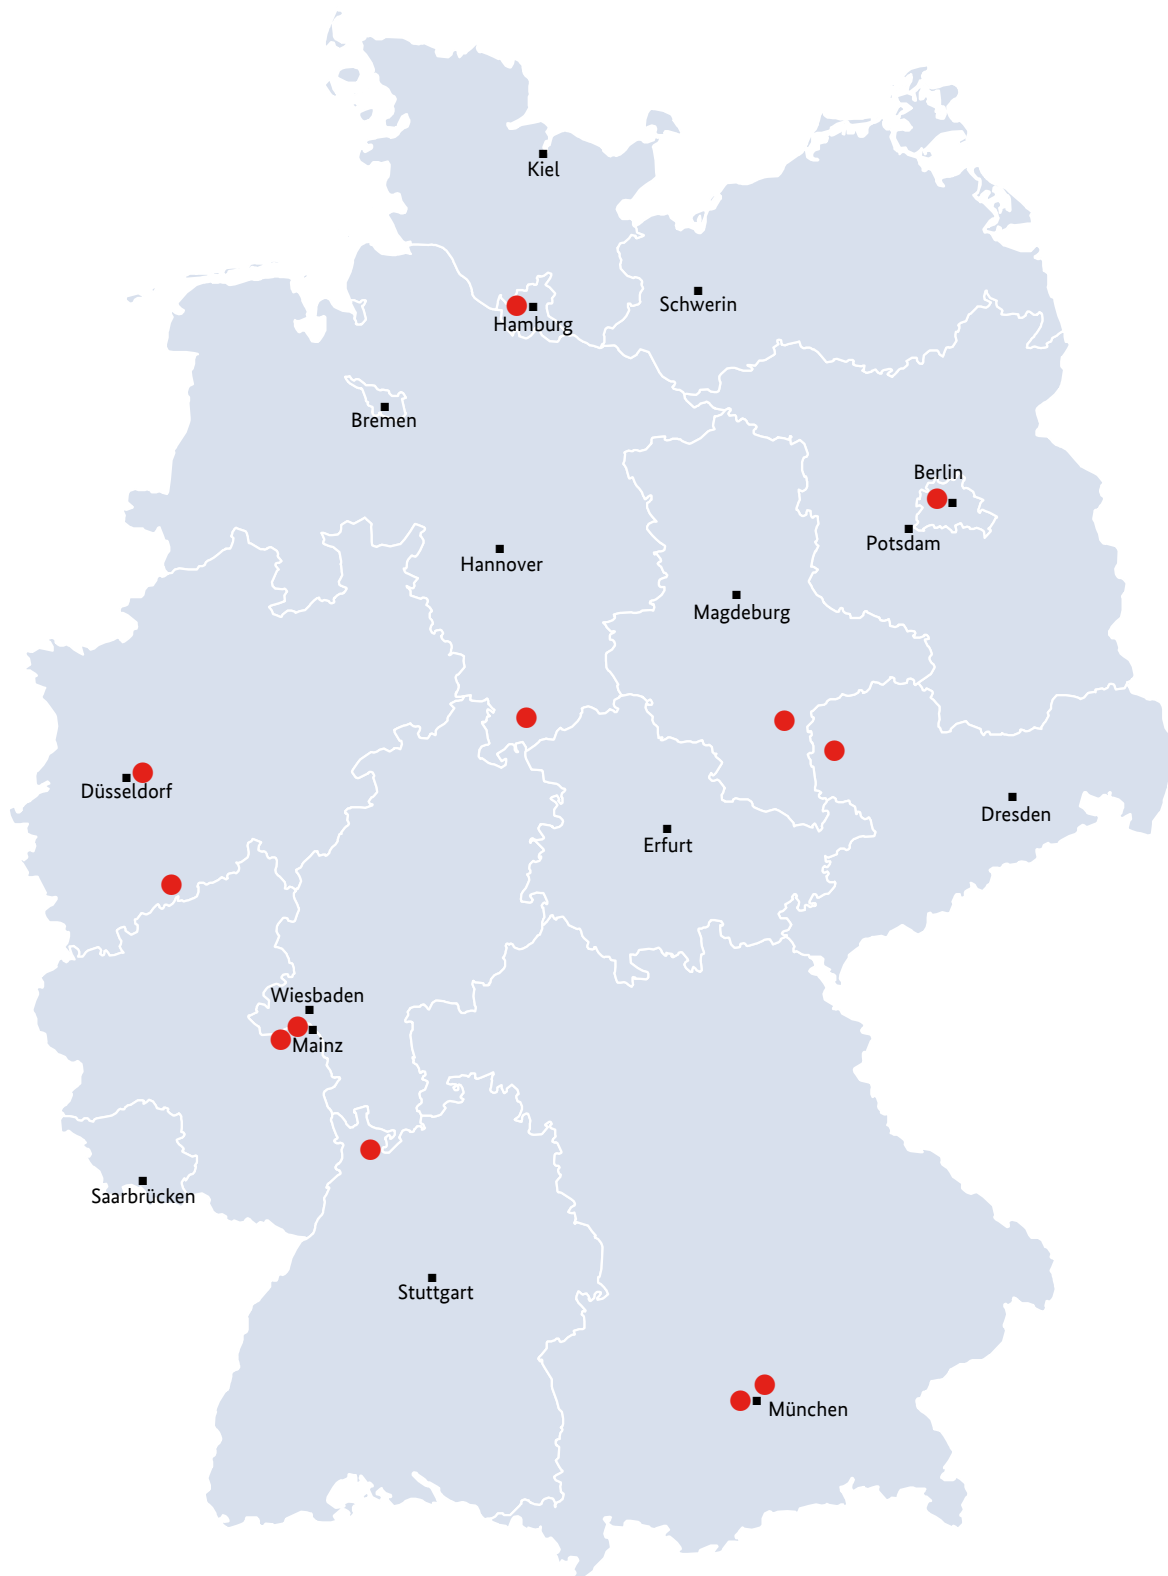 Kiel
Schwerin
Hamburg
Bremen
Berlin
Potsdam
Hannover
Magdeburg
Düsseldorf
Dresden
Erfurt
Wiesbaden
Mainz
Saarbrücken
Stuttgart
München